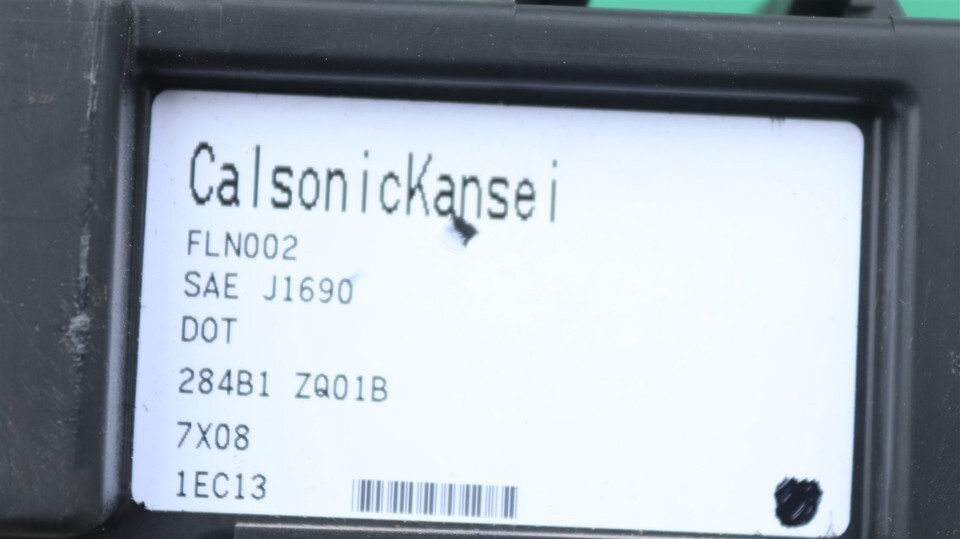 CalsonicKansei
FLN002
SAE J1690
DOT
284B1 ZQ01B
7X08
1EC13